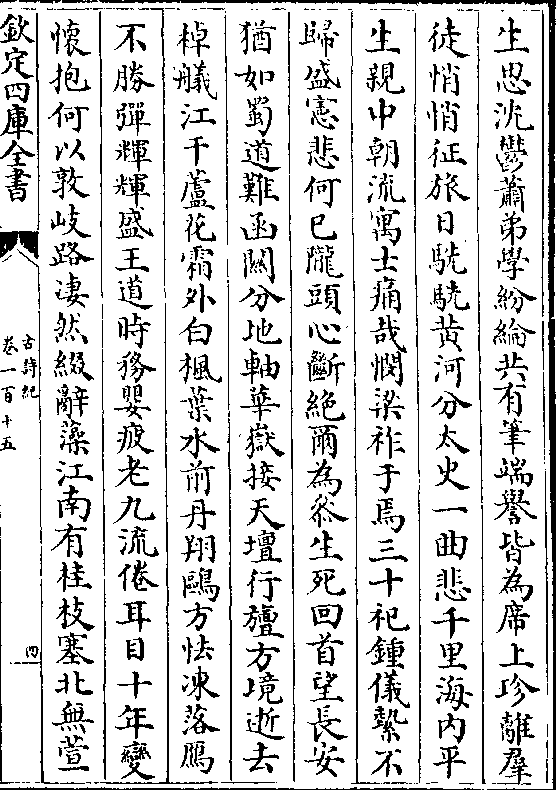 生思沈鬱蕭弟學紛綸共有筆端譽皆為席上珍離羣
徒悄悄征旅日駪駪黄河分太史一曲悲千里海内平
生親中朝流寓士痛哉憫梁祚于焉三十祀鍾儀縶不
歸盛憲悲何已隴頭心斷絶爾為參生死回首望長安
猶如蜀道難函關分地軸華嶽接天壇行旜方境逝去
棹艤江干蘆花霜外白楓葉水前丹翔鷗方怯凍落鴈
不勝彈輝輝盛王道時務嬰疲老九流倦耳目十年變
懐抱何以敦岐路凄然綴辭藻江南有桂枝塞北無萱
欽定四庫全書
古詩紀
卷一百十五
四